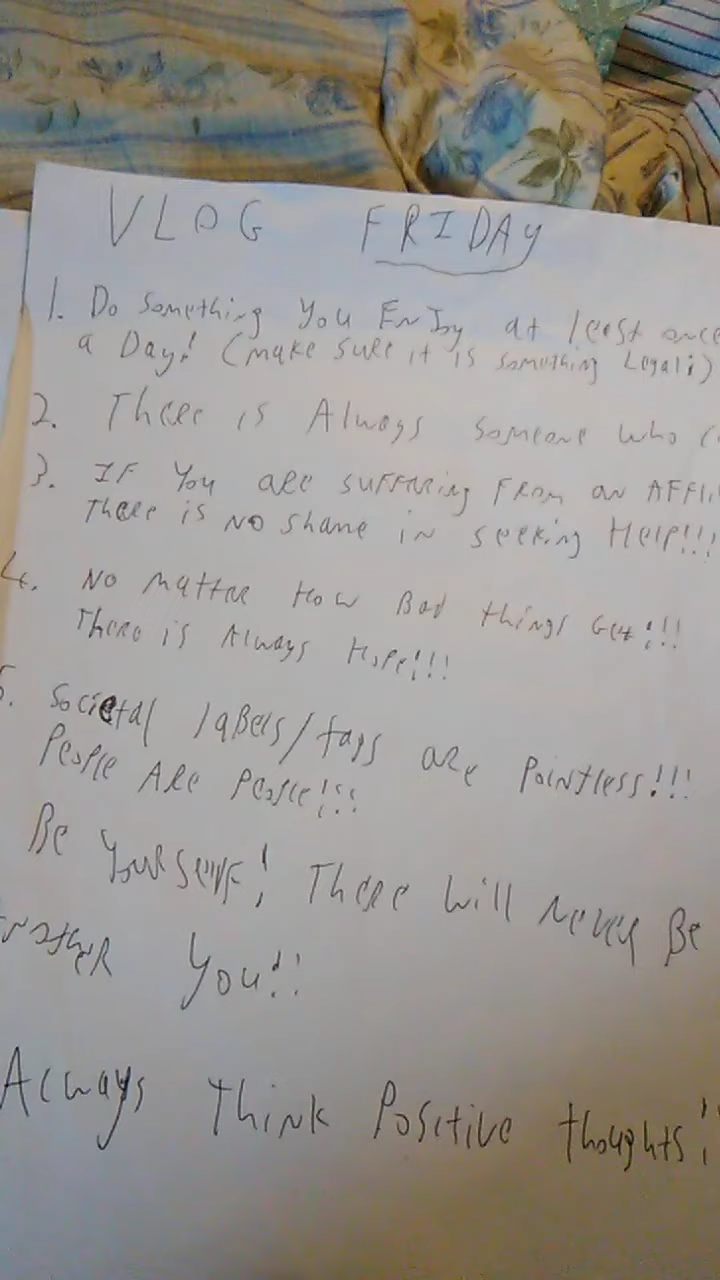 VLOG FRIDAY
1. Do Something You Enjoy at least once
a Day! (make sure it is something Legal!)
2. There is Always Someone who
3. IF You are suffering From an
There is No shame in seeking Help!!!
4. No matter How Bad things Get!!!
There is Always Hope!!!
5. Societal labels/tags are Pointless!!!
People Are People!!!
Be Yourself! There will never Be
Another You!!
Always Think Positive thoughts!!